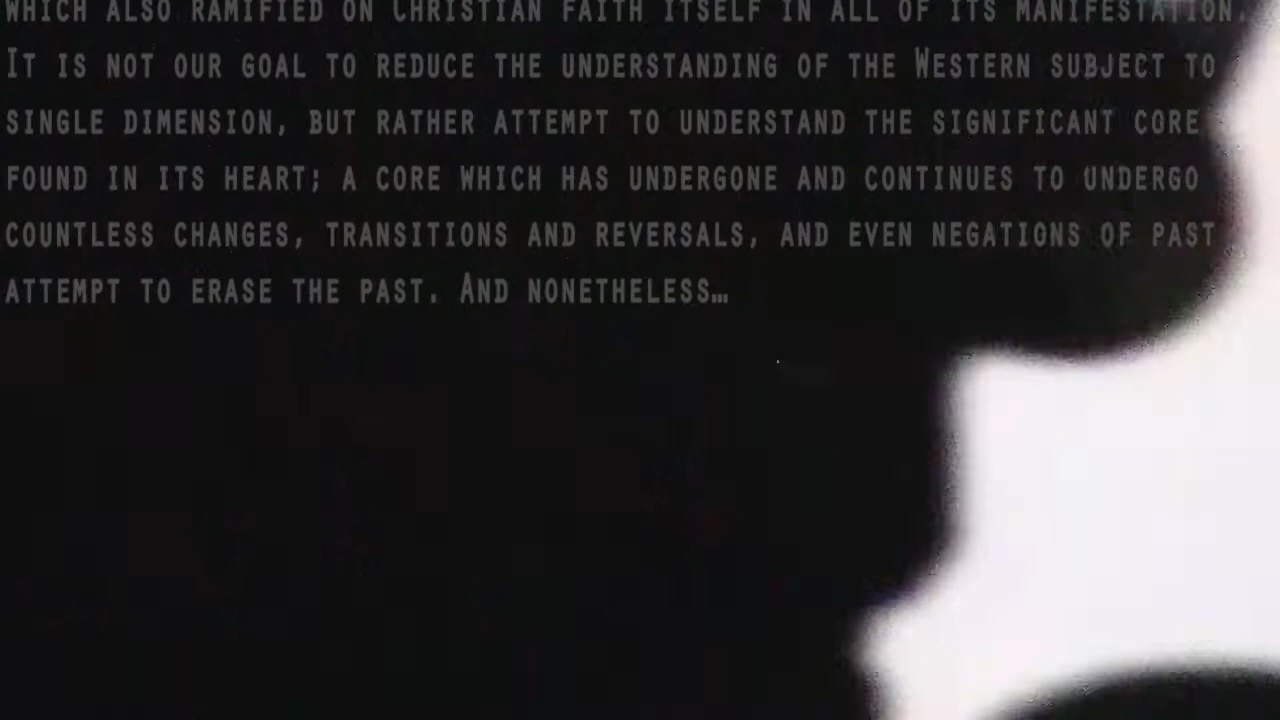 WHICH ALSO RAMIFIED ON CHRISTIAN FAITH ITSELF IN ALL OF ITS MANIFESTATION.
IT IS NOT OUR GOAL TO REDUCE THE UNDERSTANDING OF THE WESTERN SUBJECT TO
SINGLE DIMENSION, BUT RATHER ATTEMPT TO UNDERSTAND THE SIGNIFICANT CORE
FOUND IN ITS HEART; A CORE WHICH HAS UNDERGONE AND CONTINUES TO UNDERGO
COUNTLESS CHANGES, TRANSITIONS AND REVERSALS, AND EVEN NEGATIONS OF PAST
ATTEMPT TO ERASE THE PAST. AND NONETHELESS…